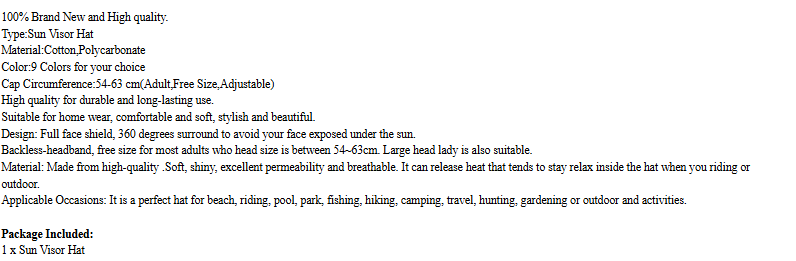 100% Brand New and High quality.
Type:Sun Visor Hat
Material:Cotton,Polycarbonate
Color:9 Colors for your choice
Cap Circumference:54-63 cm(Adult,Free Size,Adjustable)
High quality for durable and long-lasting use.
Suitable for home wear, comfortable and soft, stylish and beautiful.
Design: Full face shield, 360 degrees surround to avoid your face exposed under the sun.
Backless-headband, free size for most adults who head size is between 54~63cm. Large head lady is also suitable.
Material: Made from high-quality .Soft, shiny, excellent permeability and breathable. It can release heat that tends to stay relax inside the hat when you riding or
outdoor.
Applicable Occasions: It is a perfect hat for beach, riding, pool, park, fishing, hiking, camping, travel, hunting, gardening or outdoor and activities.
Package Included:
1 x Sun Visor Hat